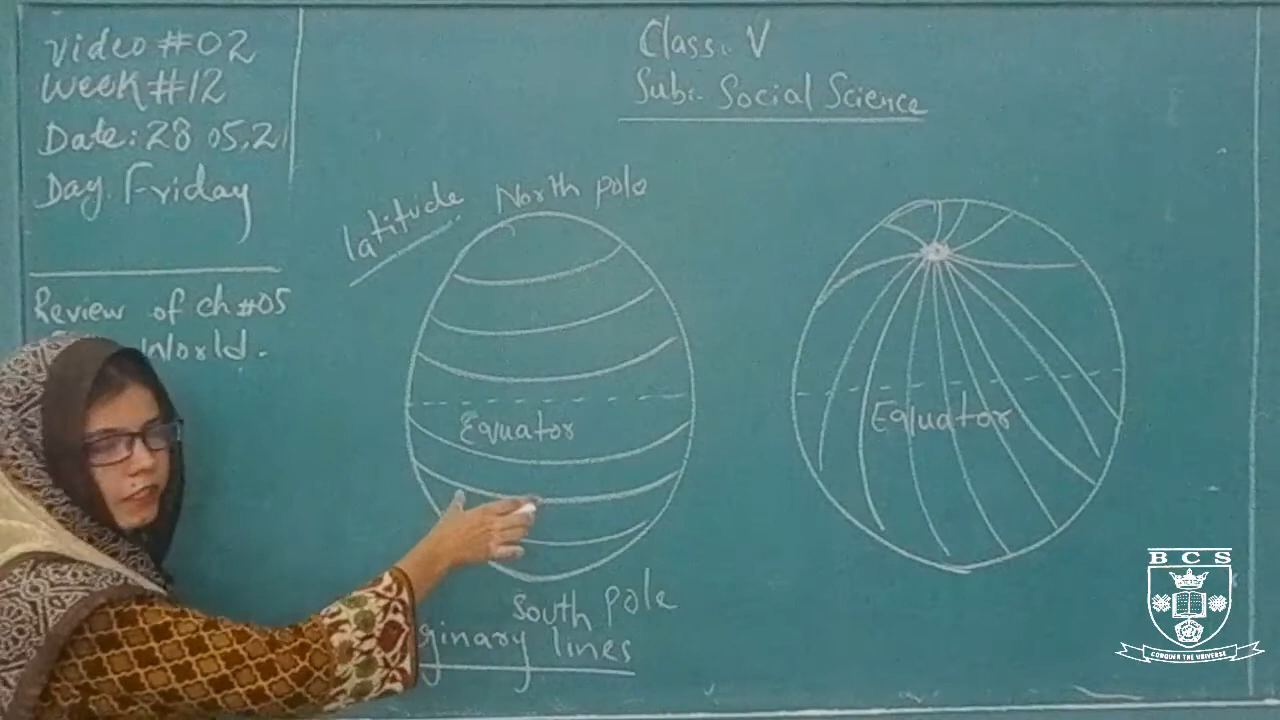 Video #02
Week #12
Date: 28 05.21
Day. Friday
Review of ch #05
World.
Class:. V
Sub:- Social Science
latitude
North pole
Equator
South pole
ginary lines
Equator
BCS
CONQUER THE UNIVERSE